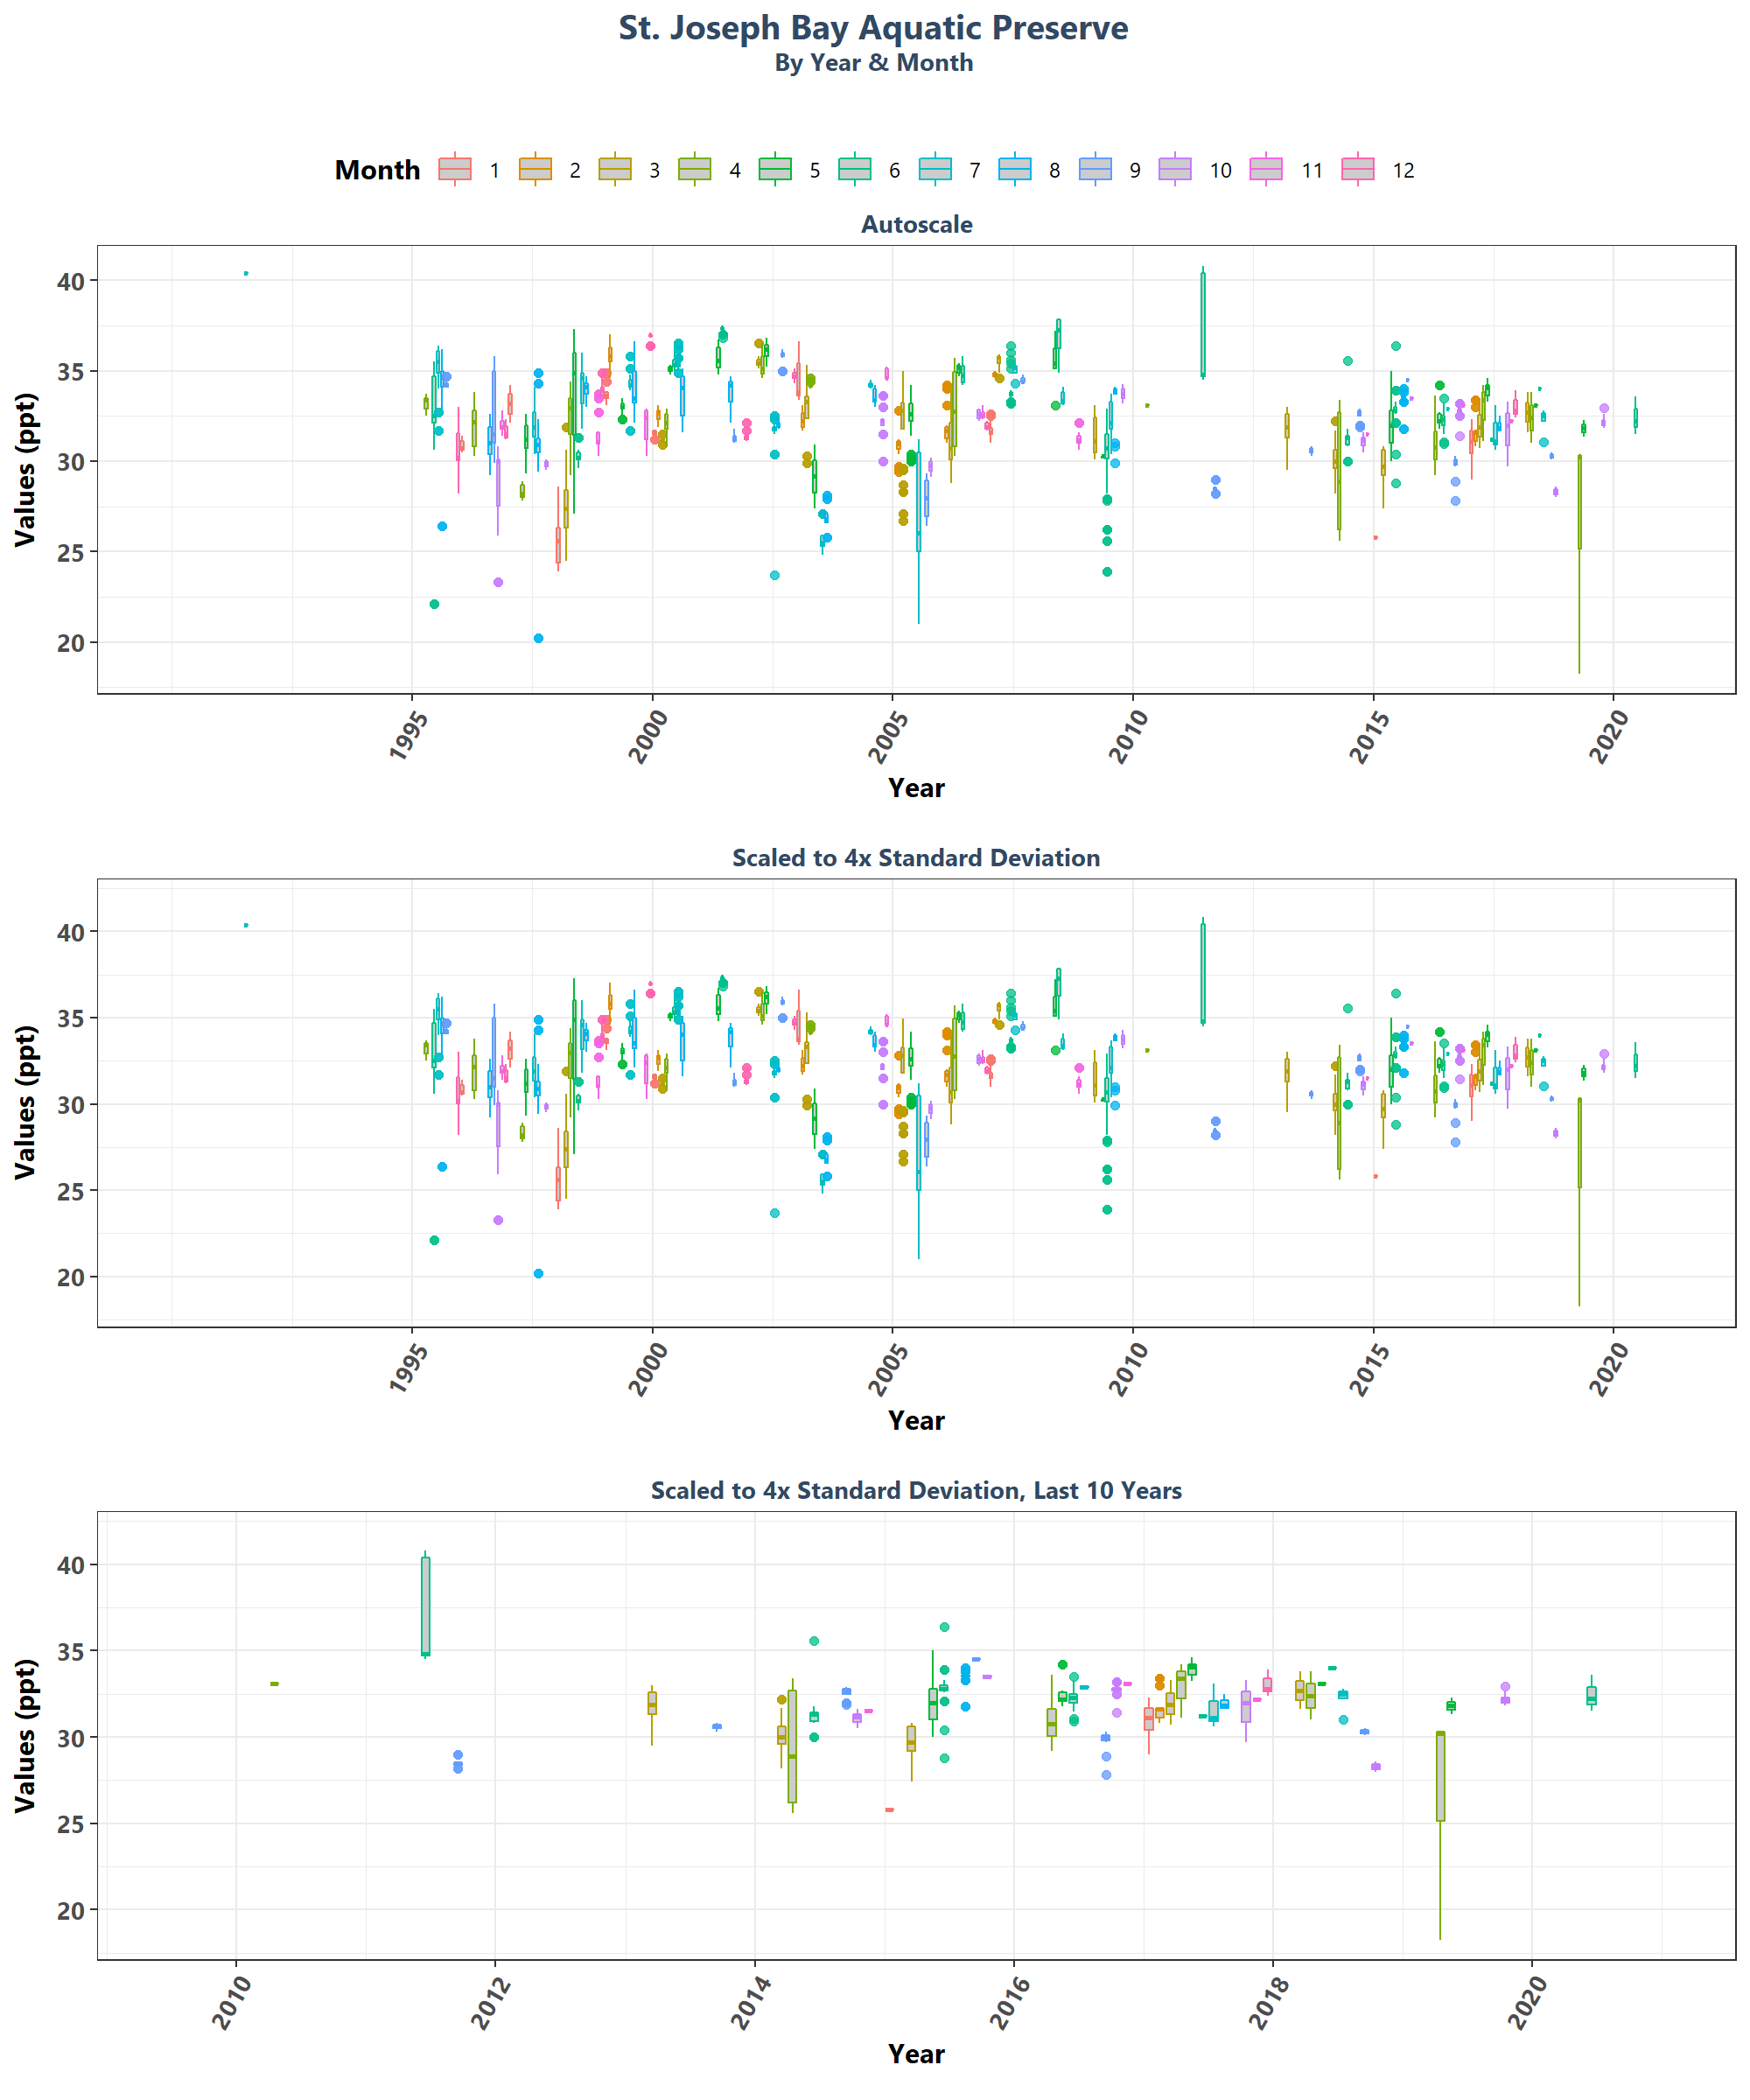 St. Joseph Bay Aquatic Preserve
By Year & Month
Month 1 2 3 4 5 6 7 8 9 10 11 12
Autoscale
Values (ppt)
40
35
30
25
20
1995 2000 2005 2010 2015 2020
Year
Scaled to 4x Standard Deviation
Values (ppt)
40
35
30
25
20
1995 2000 2005 2010 2015 2020
Year
Scaled to 4x Standard Deviation, Last 10 Years
Values (ppt)
40
35
30
25
20
2010 2012 2014 2016 2018 2020
Year